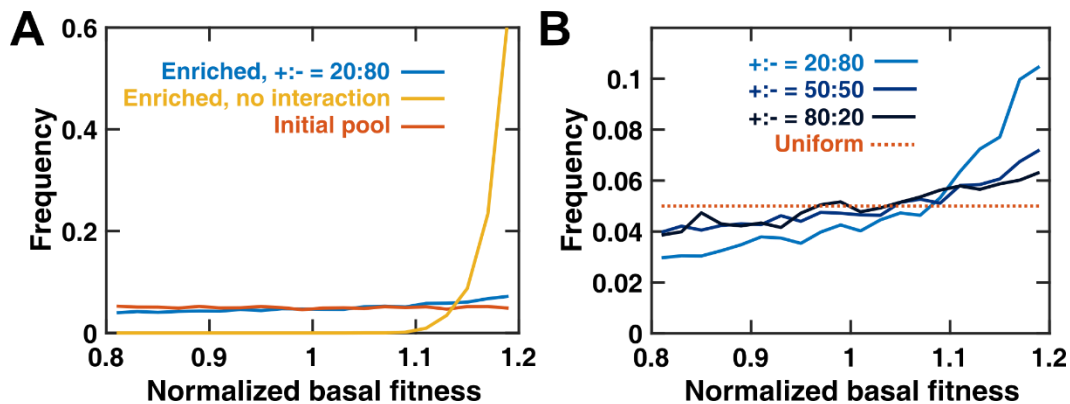 A
Frequency
0.6
0.4
0.2
0
Enriched, +:- = 20:80
Enriched, no interaction
Initial pool
0.8 0.9 1 1.1 1.2
Normalized basal fitness
B
Frequency
0.1
0.08
0.06
0.04
0.02
0
+:- = 20:80
+:- = 50:50
+:- = 80:20
Uniform
0.8 0.9 1 1.1 1.2
Normalized basal fitness